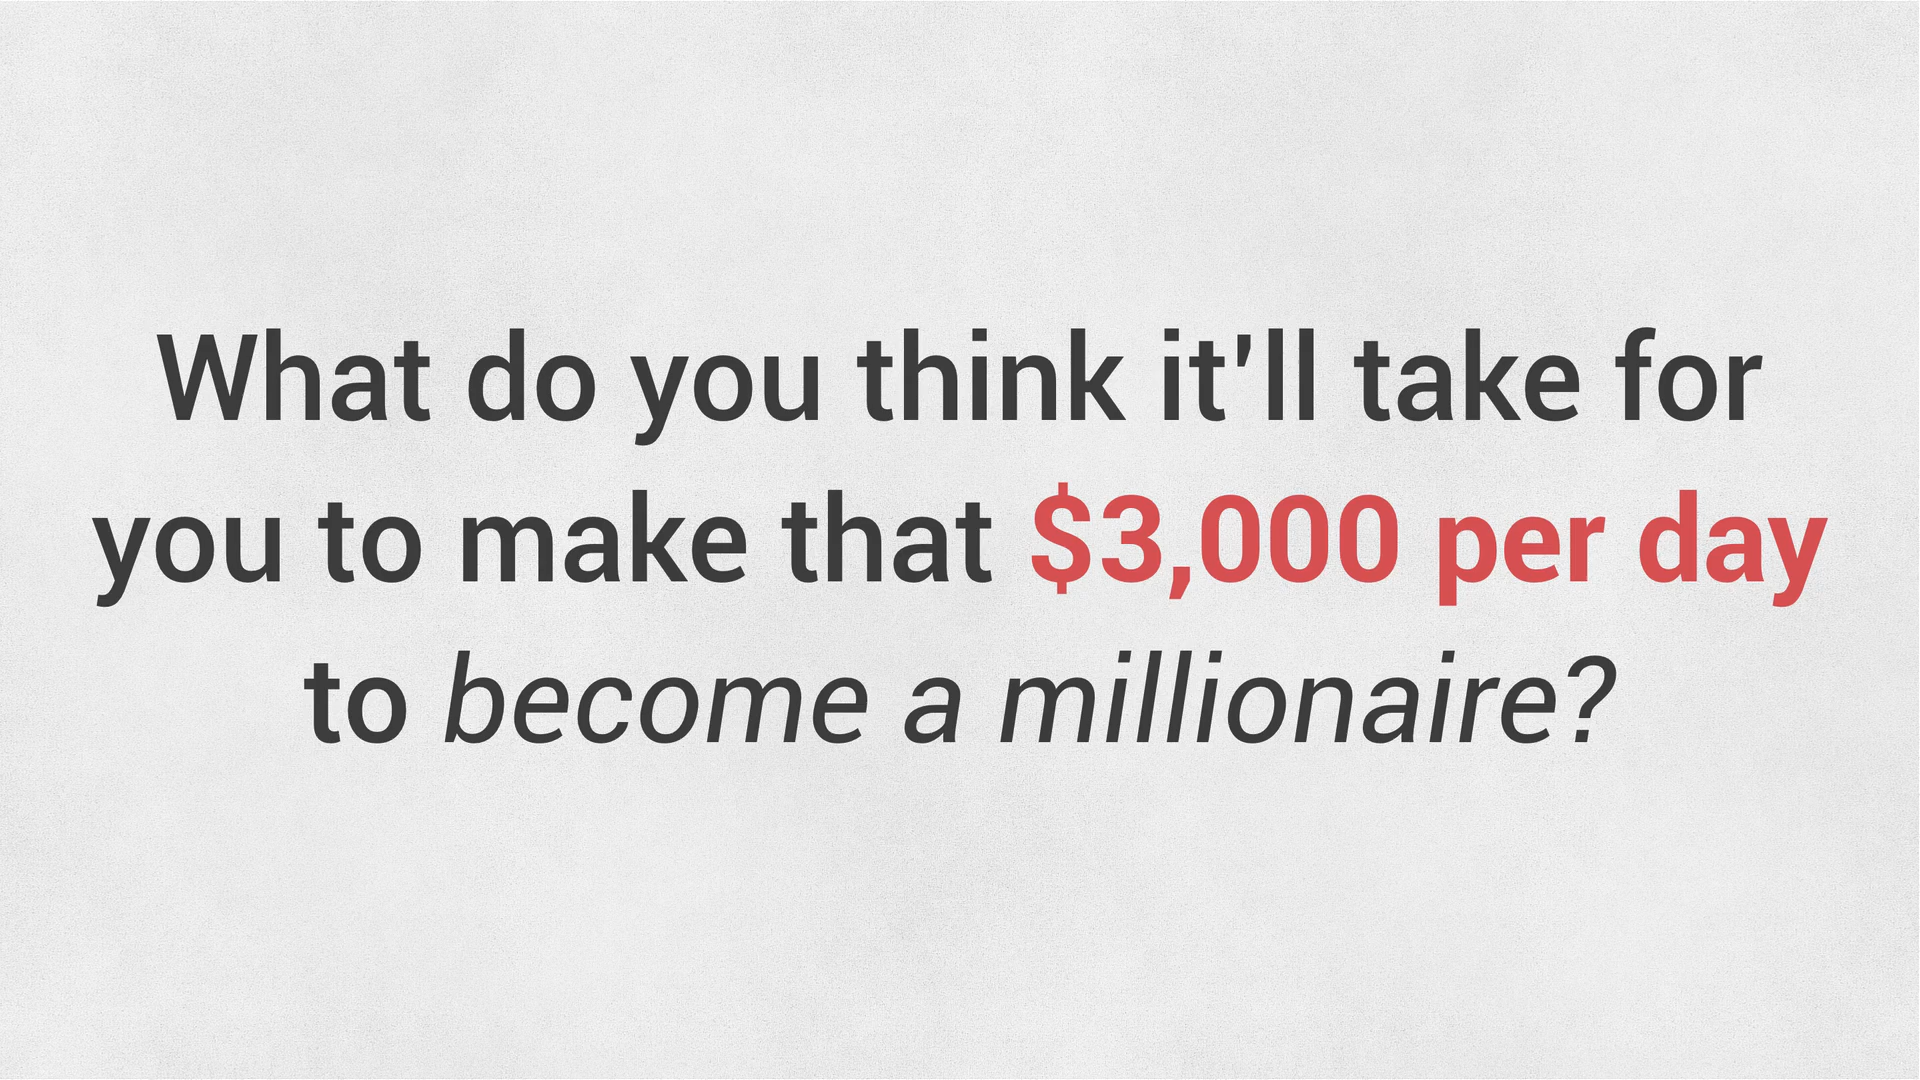 What do you think it'll take for
you to make that $3,000 per day
to become a millionaire?